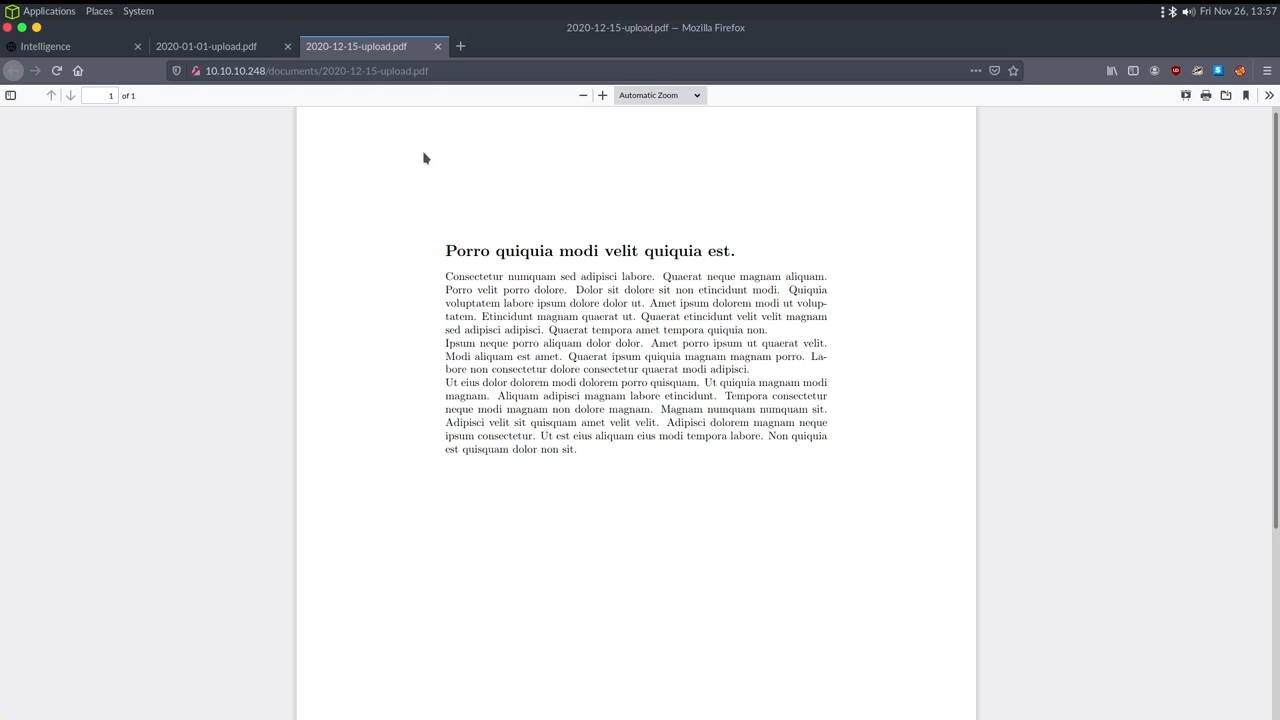 Applications Places System
Fri Nov 26, 13:57
2020-12-15-upload.pdf — Mozilla Firefox
Intelligence
2020-01-01-upload.pdf
2020-12-15-upload.pdf
10.10.10.248/documents/2020-12-15-upload.pdf
1 of 1
Automatic Zoom
Porro quiquia modi velit quiquia est.
Consectetur numquam sed adipisci labore. Quaerat neque magnam aliquam.
Porro velit porro dolore. Dolor sit dolore sit non etincidunt modi. Quiquia
voluptatem labore ipsum dolore dolor ut. Amet ipsum dolorem modi ut volup-
tatem. Etincidunt magnam quaerat ut. Quaerat etincidunt velit velit magnam
sed adipisci adipisci. Quaerat tempora amet tempora quiquia non.
Ipsum neque porro aliquam dolor dolor. Amet porro ipsum ut quaerat velit.
Modi aliquam est amet. Quaerat ipsum quiquia magnam magnam porro. La-
bore non consectetur dolore consectetur quaerat modi adipisci.
Ut eius dolor dolorem modi dolorem porro quisquam. Ut quiquia magnam modi
magnam. Aliquam adipisci magnam labore etincidunt. Tempora consectetur
neque modi magnam non dolore magnam. Magnam numquam numquam sit.
Adipisci velit sit quisquam amet velit velit. Adipisci dolorem magnam neque
ipsum consectetur. Ut est eius aliquam eius modi tempora labore. Non quiquia
est quisquam dolor non sit.